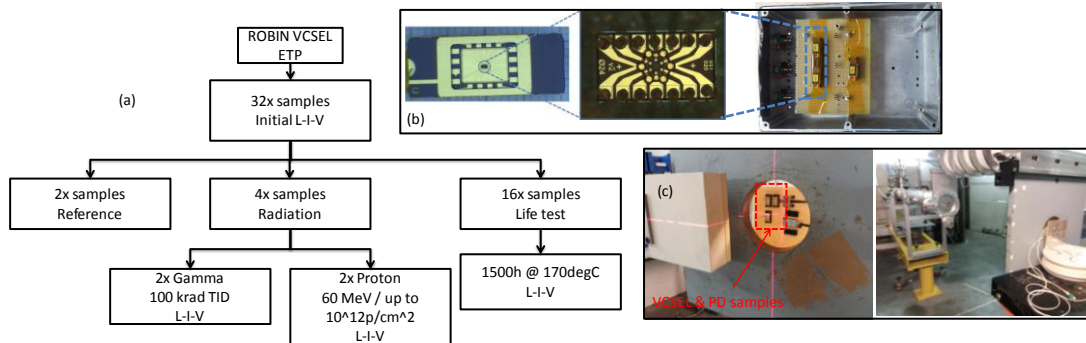 ROBIN VCSEL
ETP
(a)
32x samples
Initial L-I-V
2x samples
Reference
4x samples
Radiation
16x samples
Life test
2x Gamma
100 krad TID
L-I-V
2x Proton
60 MeV / up to
10^12p/cm^2
L-I-V
1500h @ 170degC
L-I-V
(b)
(c)
VCSEL & PD samples